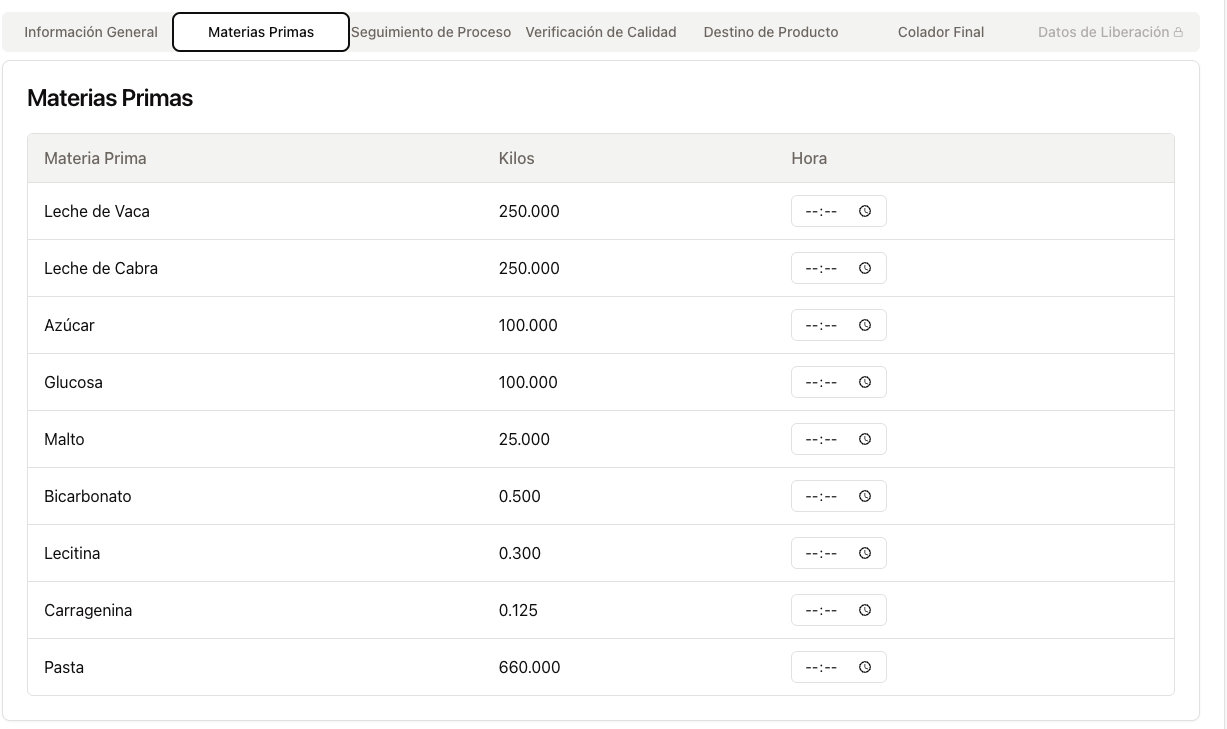 Información General Materias Primas Seguimiento de Proceso Verificación de Calidad Destino de Producto Colador Final Datos de Liberación
Materias Primas
Materia Prima Kilos Hora
Leche de Vaca 250.000 --:--
Leche de Cabra 250.000 --:--
Azúcar 100.000 --:--
Glucosa 100.000 --:--
Malto 25.000 --:--
Bicarbonato 0.500 --:--
Lecitina 0.300 --:--
Carragenina 0.125 --:--
Pasta 660.000 --:--